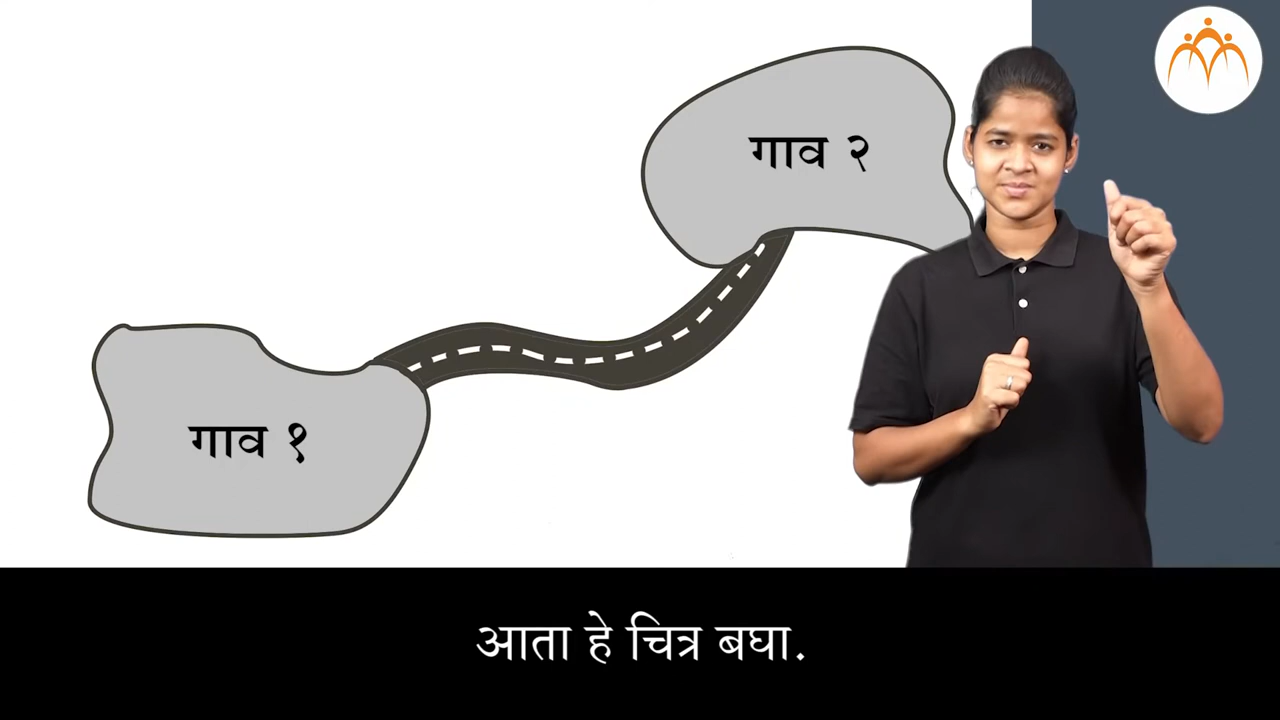 गाव २
गाव १
आता हे चित्र बघा.